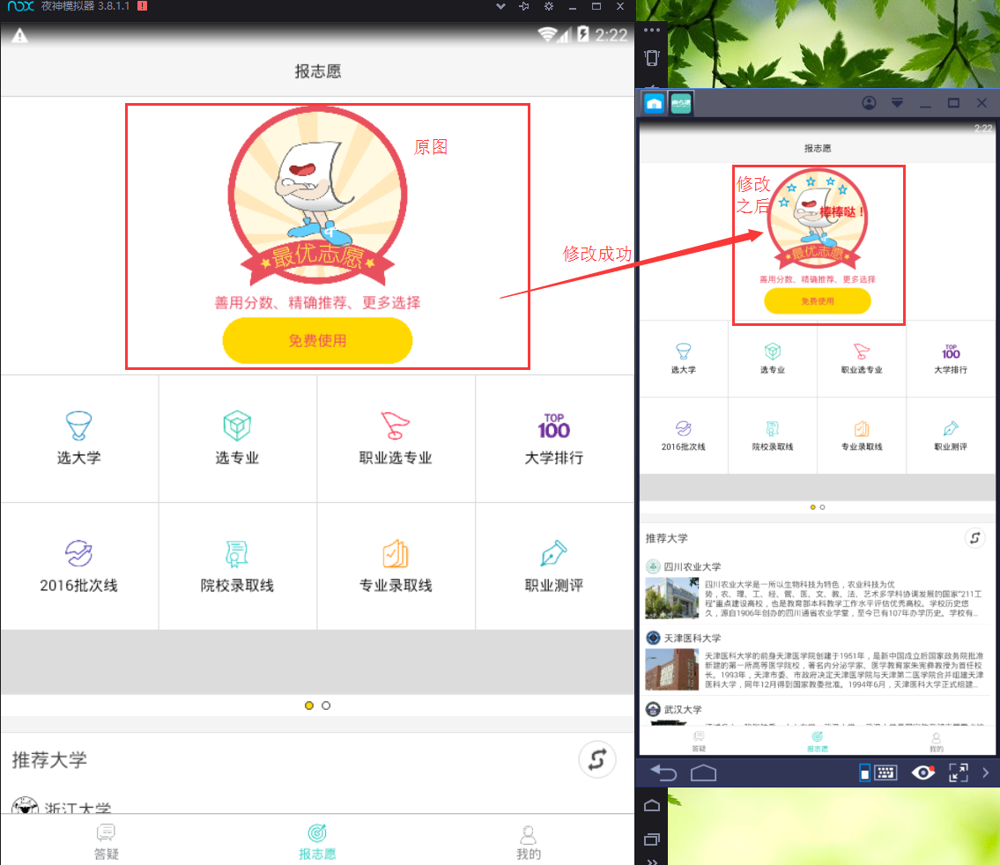 nox 夜神模拟器 3.8.1.1
2:22
报志愿
原图
最优志愿
善用分数、精确推荐、更多选择
免费使用
修改成功
选大学
选专业
职业选专业
TOP
100
大学排行
2016批次线
院校录取线
专业录取线
职业测评
推荐大学
浙江大学
答疑
报志愿
我的
2:22
报志愿
修改
之后
棒棒哒！
最优志愿
善用分数、精确推荐、更多选择
免费使用
选大学
选专业
职业选专业
TOP
100
大学排行
2016批次线
院校录取线
专业录取线
职业测评
推荐大学
四川农业大学
四川农业大学是一所以生物科技为特色，农业科技为优
势，农、理、工、经、管、医、文、教、法、艺术多学科协调发展的国家“211工
程”重点建设高校，也是教育部本科教学工作水平评估优秀高校。学校历史悠
久，源自1906年创办的四川通省农业学堂，至今已有107年办学历史。学校有...
天津医科大学
天津医科大学的前身天津医学院创建于1951年，是新中国成立后国家政务院批准
新建的第一所高等医学院校，著名内分泌学家、医学教育家朱宪彝教授为首任校
长。1993年，天津市委、市政府决定天津医学院与天津第二医学院合并组建天津
医科大学，同年12月得到国家教委批准。1994年6月，天津医科大学正式组建...
武汉大学
答疑
报志愿
我的